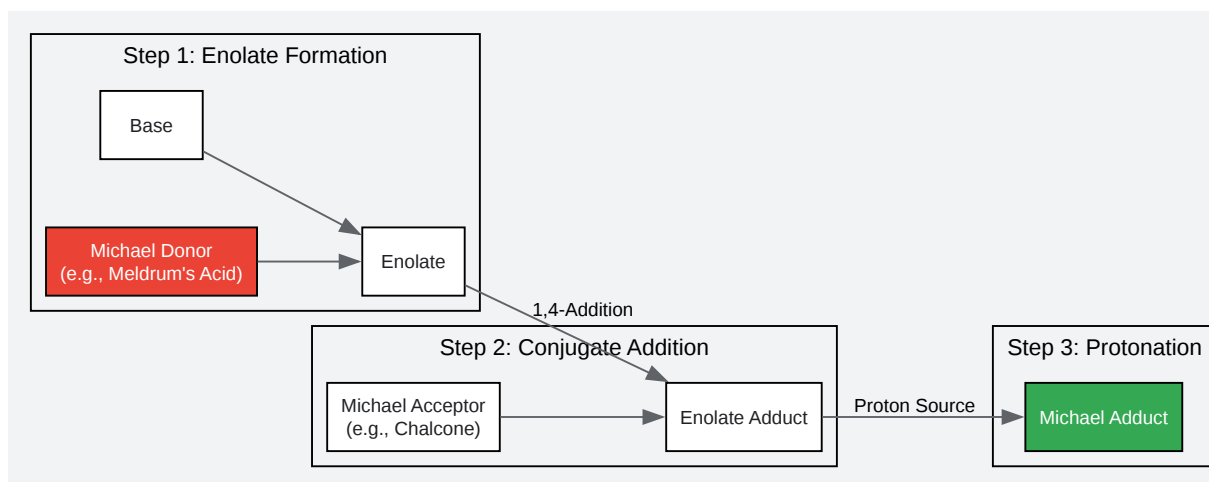 Step 1: Enolate Formation
Base
Michael Donor
(e.g., Meldrum's Acid)
Enolate
1,4-Addition
Step 2: Conjugate Addition
Michael Acceptor
(e.g., Chalcone)
Enolate Adduct
Proton Source
Step 3: Protonation
Michael Adduct